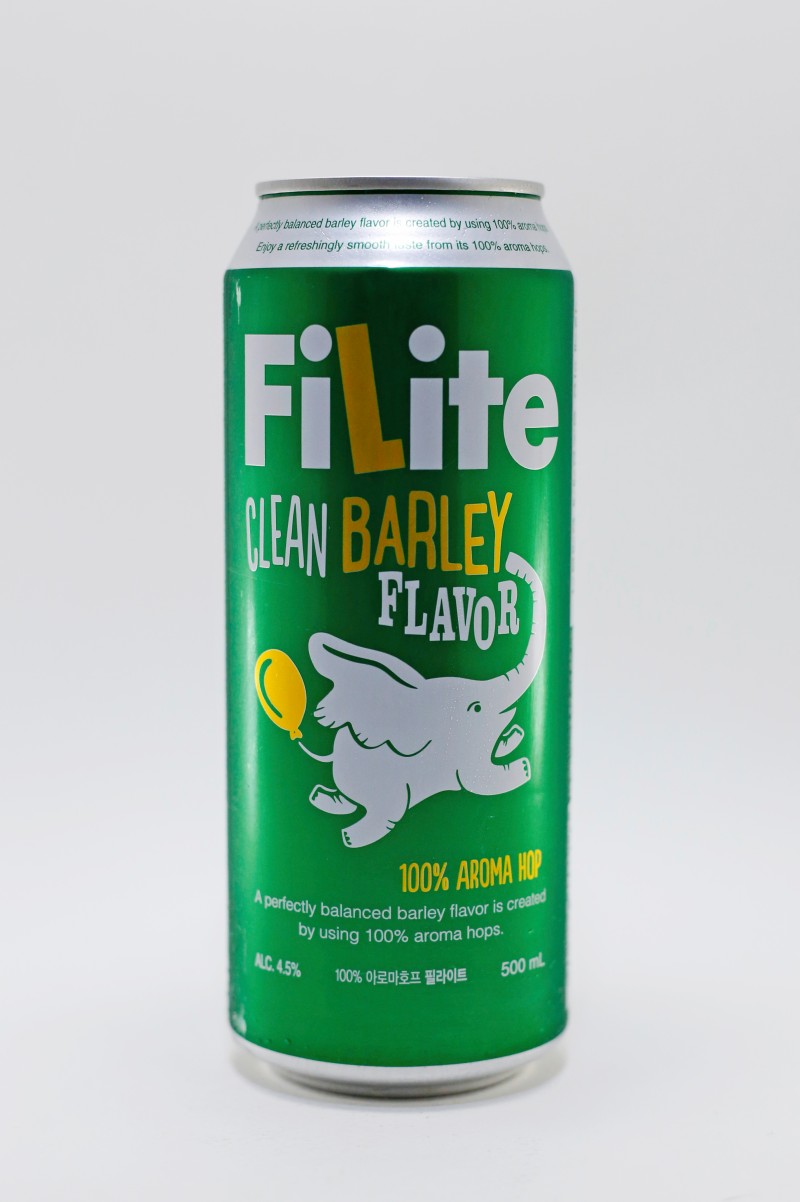 perfectly balanced barley flavor is created by using 100% aroma hops
Enjoy a refreshingly smooth taste from its 100% aroma hops.
FiLite
CLEAN BARLEY
FLAVOR
100% AROMA HOP
A perfectly balanced barley flavor is created
by using 100% aroma hops.
ALC. 4.5% 100% 아로마호프 필라이트 500 mL